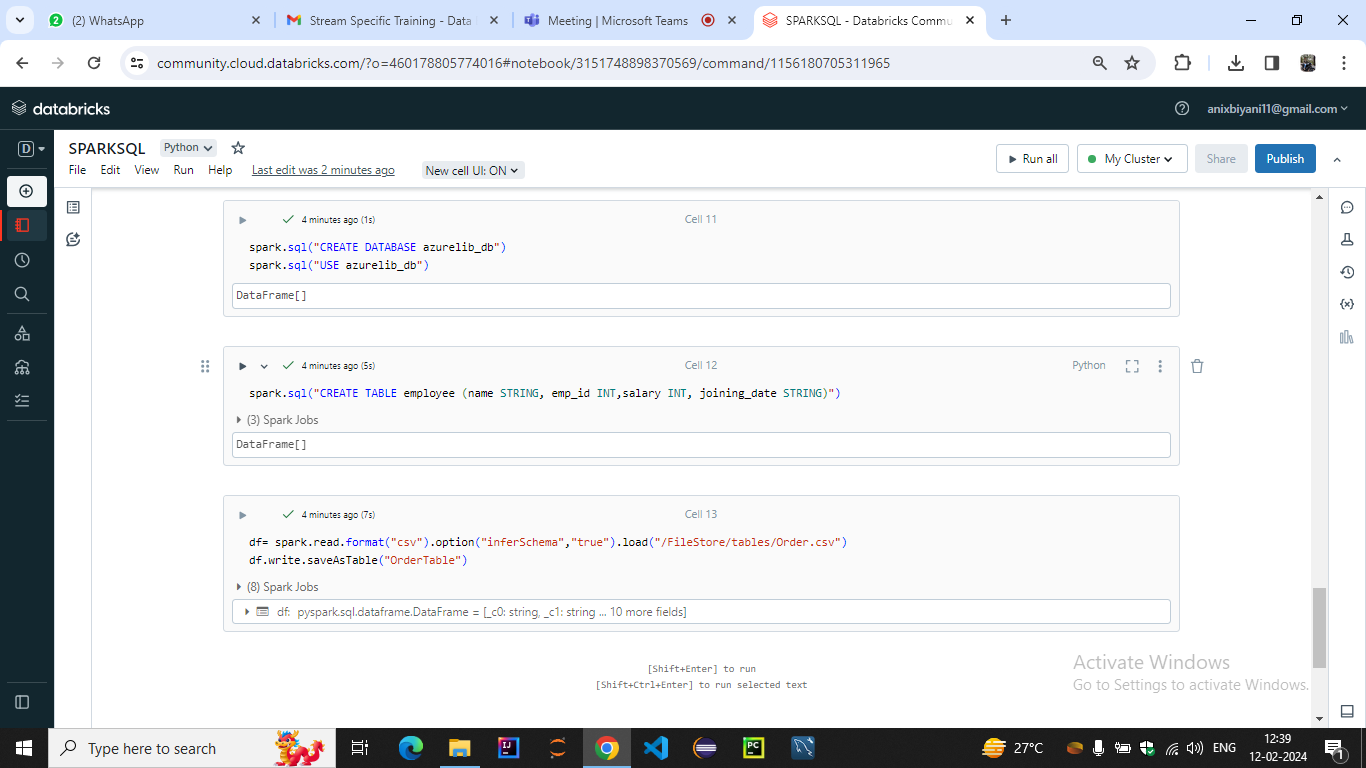 (2) WhatsApp
Stream Specific Training - Data
Meeting | Microsoft Teams
SPARKSQL - Databricks Commu
community.cloud.databricks.com/?o=460178805774016#notebook/3151748898370569/command/1156180705311965
databricks
anixbiyani11@gmail.com
D
SPARKSQL
Python
File Edit View Run Help
Last edit was 2 minutes ago
New cell UI: ON
Run all
My Cluster
Share
Publish
4 minutes ago (1s)
Cell 11
spark.sql("CREATE DATABASE azurelib_db")
spark.sql("USE azurelib_db")
DataFrame[]
4 minutes ago (5s)
Cell 12
Python
spark.sql("CREATE TABLE employee (name STRING, emp_id INT,salary INT, joining_date STRING)")
(3) Spark Jobs
DataFrame[]
4 minutes ago (7s)
Cell 13
df= spark.read.format("csv").option("inferSchema","true").load("/FileStore/tables/Order.csv")
df.write.saveAsTable("OrderTable")
(8) Spark Jobs
df: pyspark.sql.dataframe.DataFrame = [_c0: string, _c1: string ... 10 more fields]
[Shift+Enter] to run
[Shift+Ctrl+Enter] to run selected text
Activate Windows
Go to Settings to activate Windows.
Type here to search
27°C
ENG
12:39
12-02-2024
1